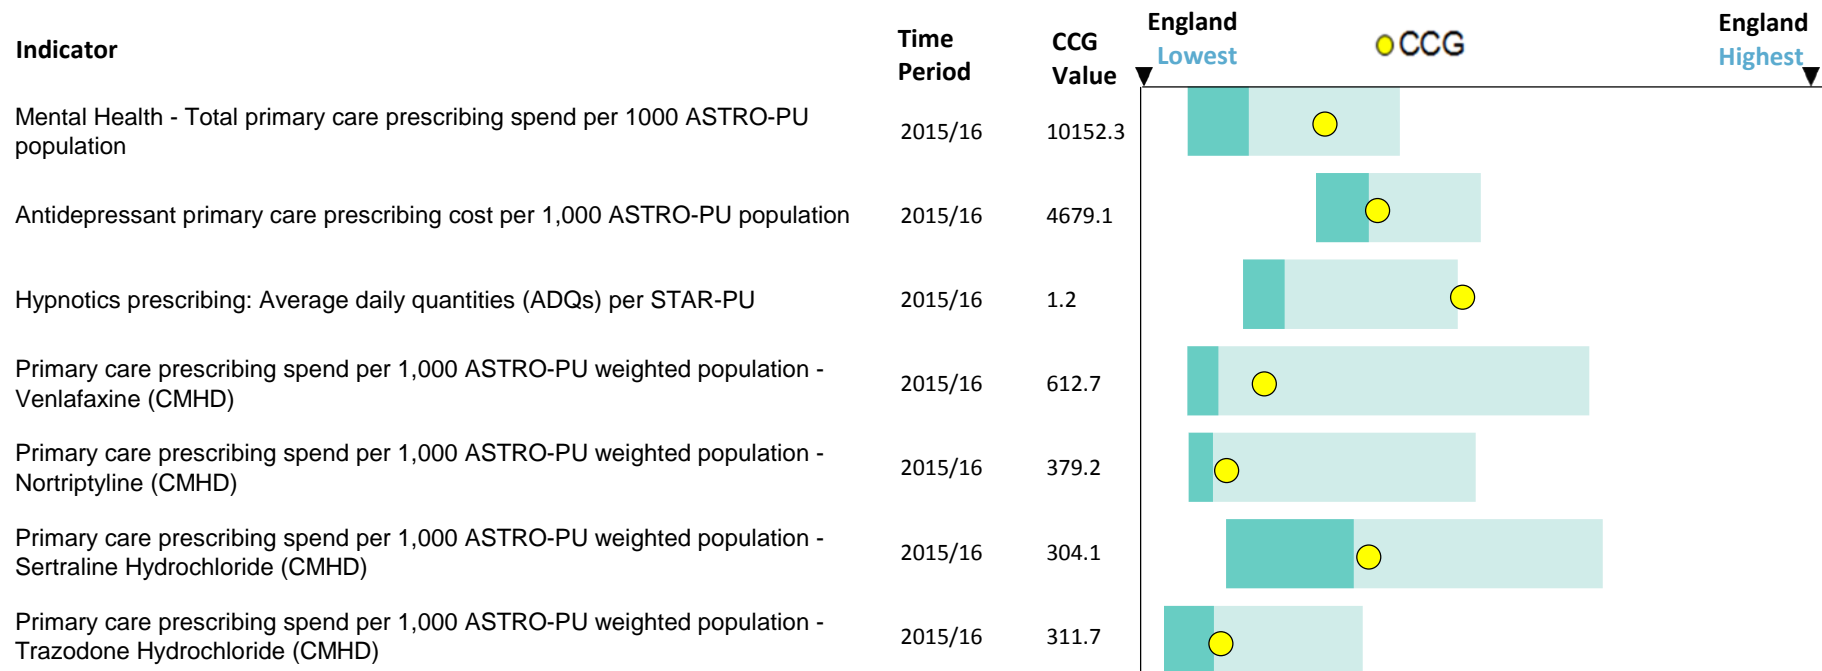 Indicator
Time
Period
CCG
Value
England
Lowest
CCG
England
Highest
Mental Health - Total primary care prescribing spend per 1000 ASTRO-PU
population
2015/16
10152.3
Antidepressant primary care prescribing cost per 1,000 ASTRO-PU population
2015/16
4679.1
Hypnotics prescribing: Average daily quantities (ADQs) per STAR-PU
2015/16
1.2
Primary care prescribing spend per 1,000 ASTRO-PU weighted population -
Venlafaxine (CMHD)
2015/16
612.7
Primary care prescribing spend per 1,000 ASTRO-PU weighted population -
Nortriptyline (CMHD)
2015/16
379.2
Primary care prescribing spend per 1,000 ASTRO-PU weighted population -
Sertraline Hydrochloride (CMHD)
2015/16
304.1
Primary care prescribing spend per 1,000 ASTRO-PU weighted population -
Trazodone Hydrochloride (CMHD)
2015/16
311.7